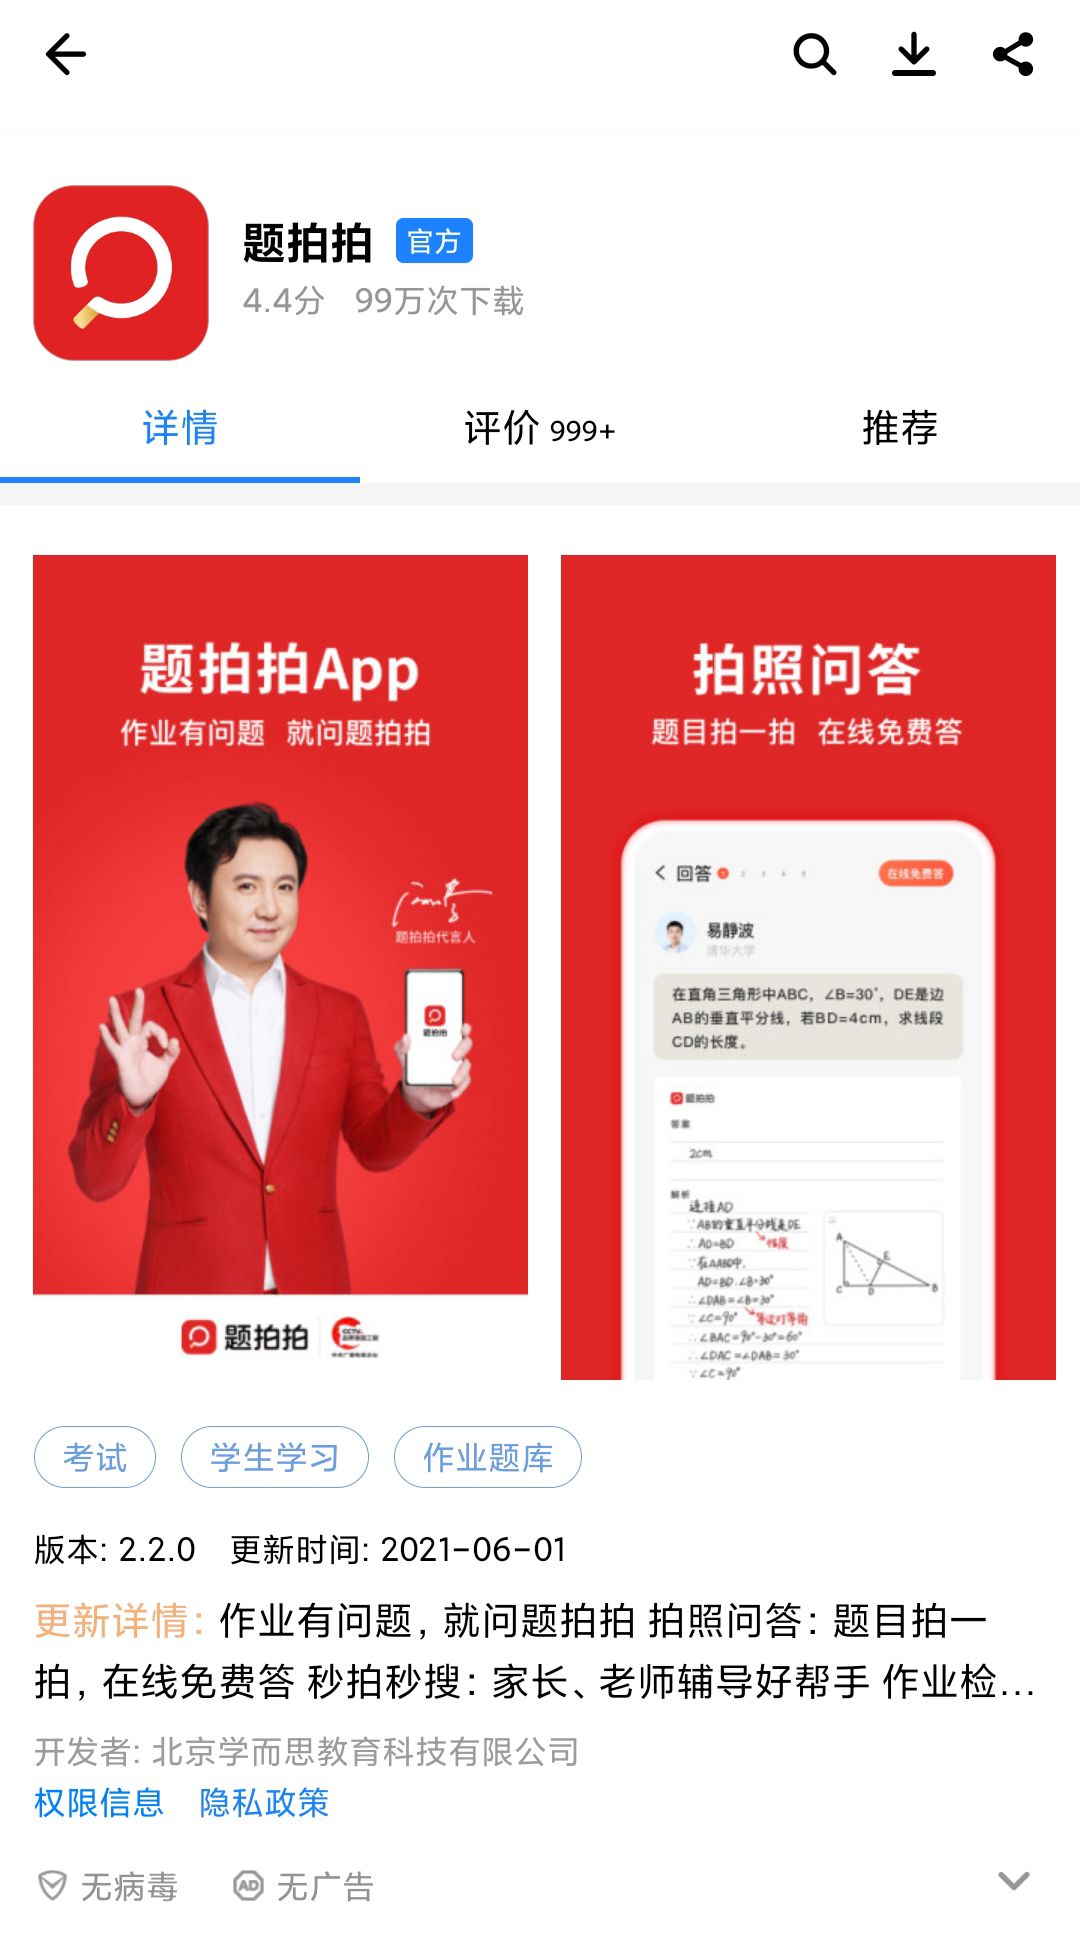 题拍拍 官方
4.4分 99万次下载
详情 评价 999+ 推荐
题拍拍App
作业有问题 就问题拍拍
题拍拍代言人
题拍拍
题拍拍
CCTV
拍照问答
题目拍一拍 在线免费答
回答 1 2 3 4 5 在线免费答
易静波
清华大学
在直角三角形中ABC，∠B=30°，DE是边
AB的垂直平分线，若BD=4cm，求线段
CD的长度。
题拍拍
答案
2cm
解析
连接AD
∵AB的垂直平分线是DE
∴AD=BD
∵在△ABD中，
AD=BD.∠B=30°
∴∠DAB=∠B=30°
∵∠C=90° 等边对等角
∴∠BAC=90°-30°=60°
∴∠DAC=∠DAB=30°
∵∠C=90°
A
E
C D B
考试 学生学习 作业题库
版本: 2.2.0 更新时间: 2021-06-01
更新详情：作业有问题，就问题拍拍 拍照问答：题目拍一
拍，在线免费答 秒拍秒搜：家长、老师辅导好帮手 作业检...
开发者: 北京学而思教育科技有限公司
权限信息 隐私政策
无病毒 AD 无广告